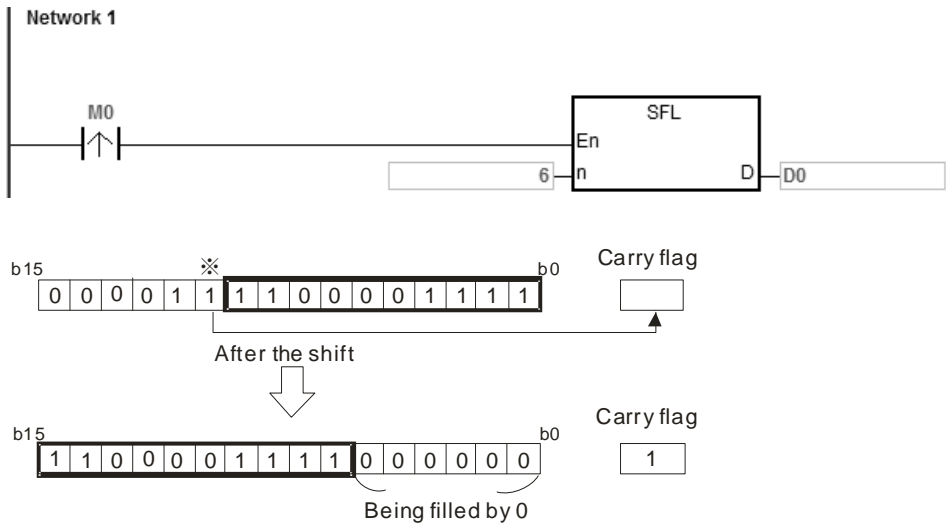 Network 1
M0
SFL
En
6 n D D0
b15 ※ b0 Carry flag
0 0 0 0 1 1 1 1 0 0 0 0 1 1 1 1
After the shift
b15 b0 Carry flag
1 1 0 0 0 0 1 1 1 1 0 0 0 0 0 0 1
Being filled by 0